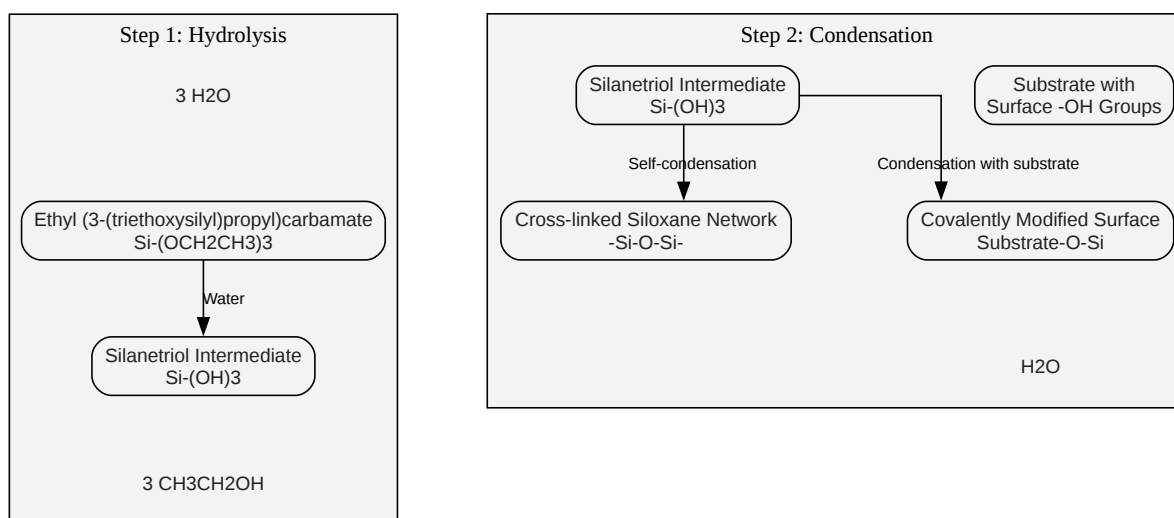 Step 1: Hydrolysis
3 H2O
Ethyl (3-(triethoxysilyl)propyl)carbamate
Si-(OCH2CH3)3
Water
Silanetriol Intermediate
Si-(OH)3
3 CH3CH2OH
Step 2: Condensation
Silanetriol Intermediate
Si-(OH)3
Substrate with
Surface -OH Groups
Self-condensation
Condensation with substrate
Cross-linked Siloxane Network
-Si-O-Si-
Covalently Modified Surface
Substrate-O-Si
H2O